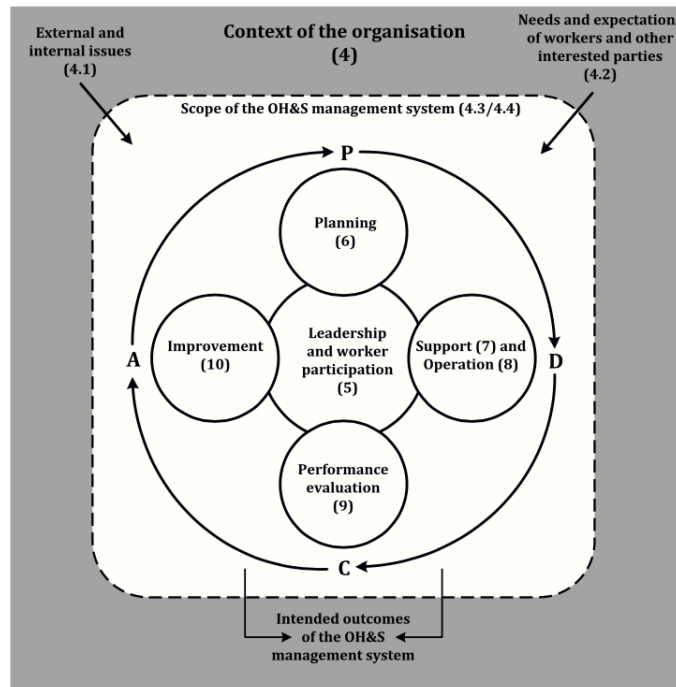 External and
internal issues
(4.1)
Context of the organisation
(4)
Needs and expectations
of workers and other
interested parties
(4.2)
Scope of the OH&S management system (4.3/4.4)
P
Planning
(6)
A
Improvement
(10)
Leadership
and worker
participation
(5)
Support (7) and
Operation (8)
D
Performance
evaluation
(9)
C
Intended outcomes
of the OH&S
management system